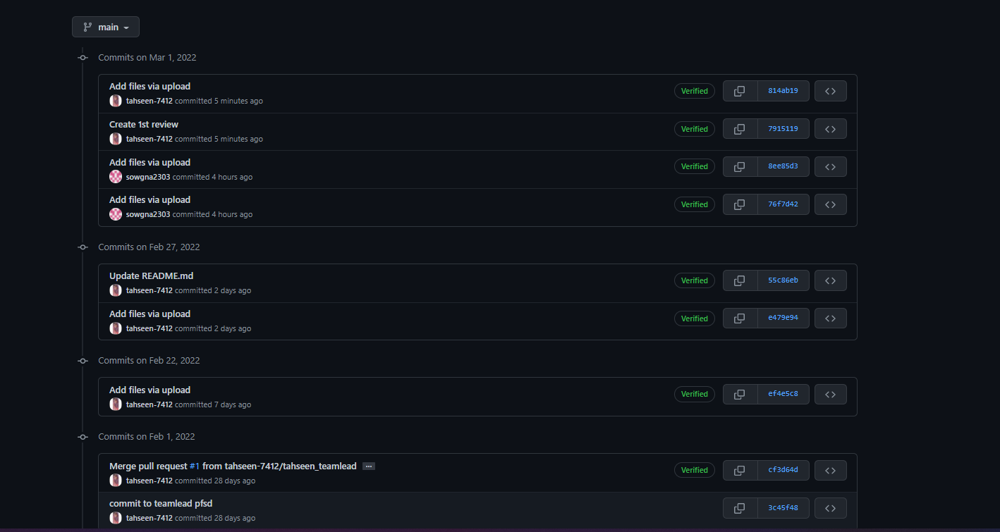 main
Commits on Mar 1, 2022
Add files via upload
tahseen-7412 committed 5 minutes ago
Verified
814ab19
Create 1st review
tahseen-7412 committed 5 minutes ago
Verified
7915119
Add files via upload
sowgna2303 committed 4 hours ago
Verified
8ee85d3
Add files via upload
sowgna2303 committed 4 hours ago
Verified
76f7d42
Commits on Feb 27, 2022
Update README.md
tahseen-7412 committed 2 days ago
Verified
55c86eb
Add files via upload
tahseen-7412 committed 2 days ago
Verified
e479e94
Commits on Feb 22, 2022
Add files via upload
tahseen-7412 committed 7 days ago
Verified
ef4e5c8
Commits on Feb 1, 2022
Merge pull request #1 from tahseen-7412/tahseen_teamlead ...
tahseen-7412 committed 28 days ago
Verified
cf3d64d
commit to teamlead pfsd
tahseen-7412 committed 28 days ago
3c45f48